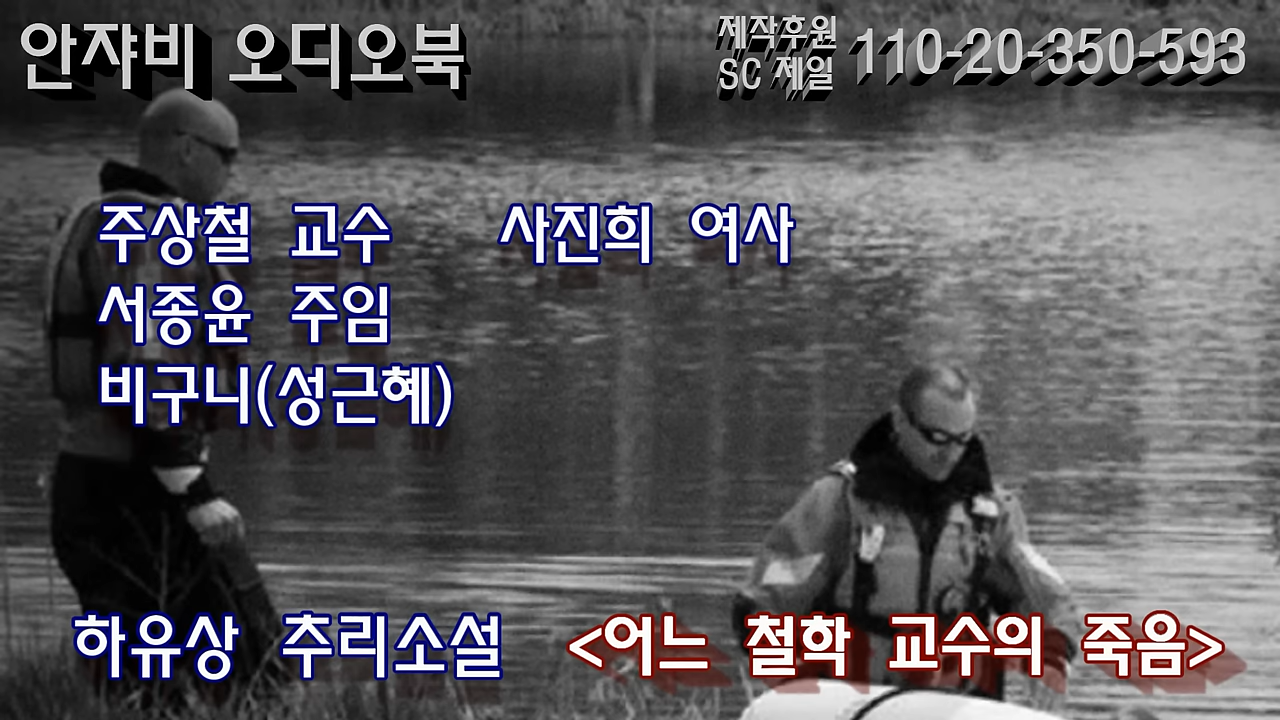 안쟈비 오디오북
제작후원
SC 제일
110-20-350-593
주상철 교수 사진희 여사
서종윤 주임
비구니(성근혜)
하유상 추리소설 <어느 철학 교수의 죽음>